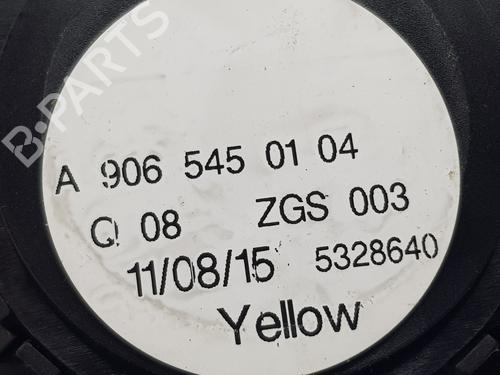 B-PARTS
A 906 545 01 04
Q 08 ZGS 003
11/08/15 5328640
Yellow